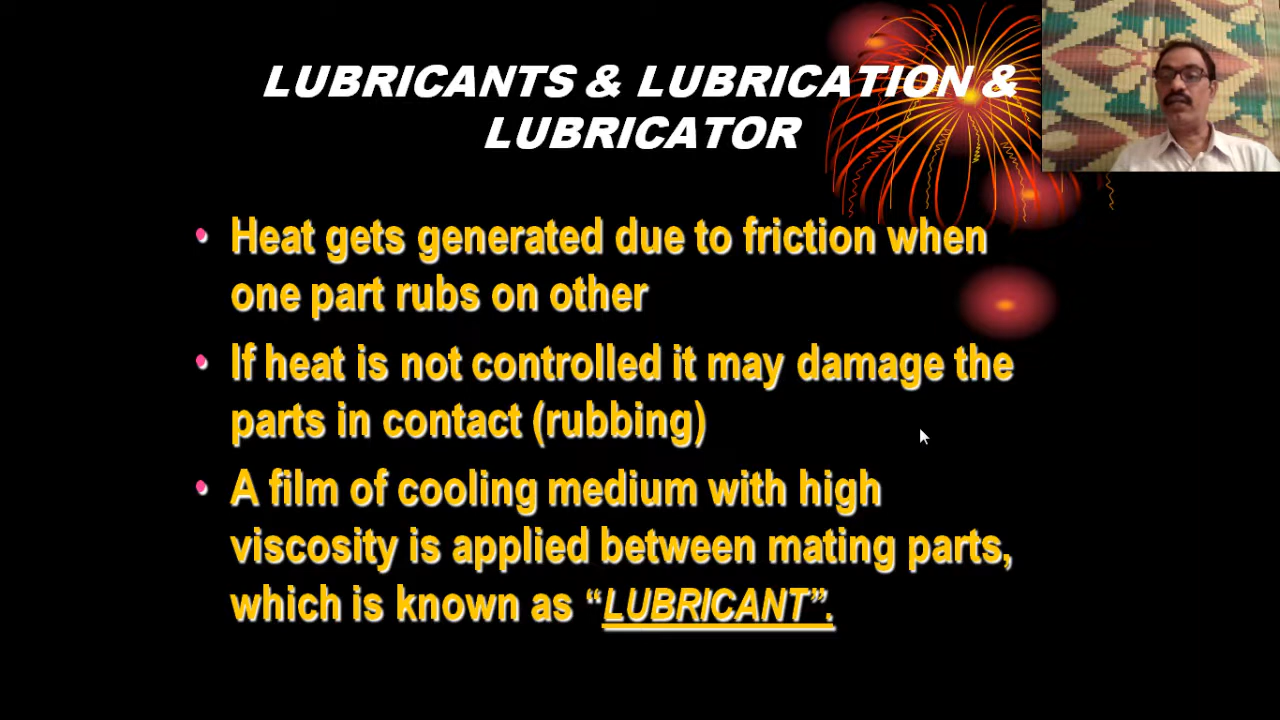 LUBRICANTS & LUBRICATION &
LUBRICATOR
• Heat gets generated due to friction when
one part rubs on other
• If heat is not controlled it may damage the
parts in contact (rubbing)
• A film of cooling medium with high
viscosity is applied between mating parts,
which is known as “LUBRICANT”.